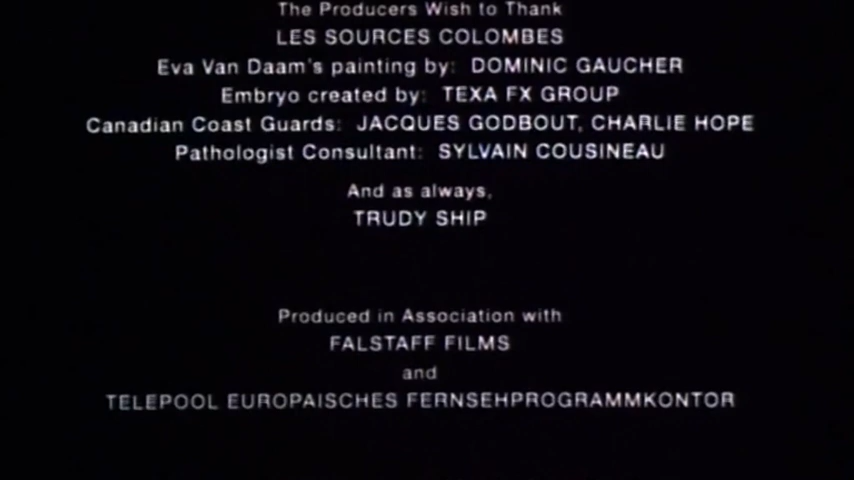 The Producers Wish to Thank
LES SOURCES COLOMBES
Eva Van Daam's painting by: DOMINIC GAUCHER
Embryo created by: TEXA FX GROUP
Canadian Coast Guards: JACQUES GODBOUT, CHARLIE HOPE
Pathologist Consultant: SYLVAIN COUSINEAU
And as always,
TRUDY SHIP
Produced in Association with
FALSTAFF FILMS
and
TELEPOOL EUROPAISCHES FERNSEHPROGRAMMKONTOR